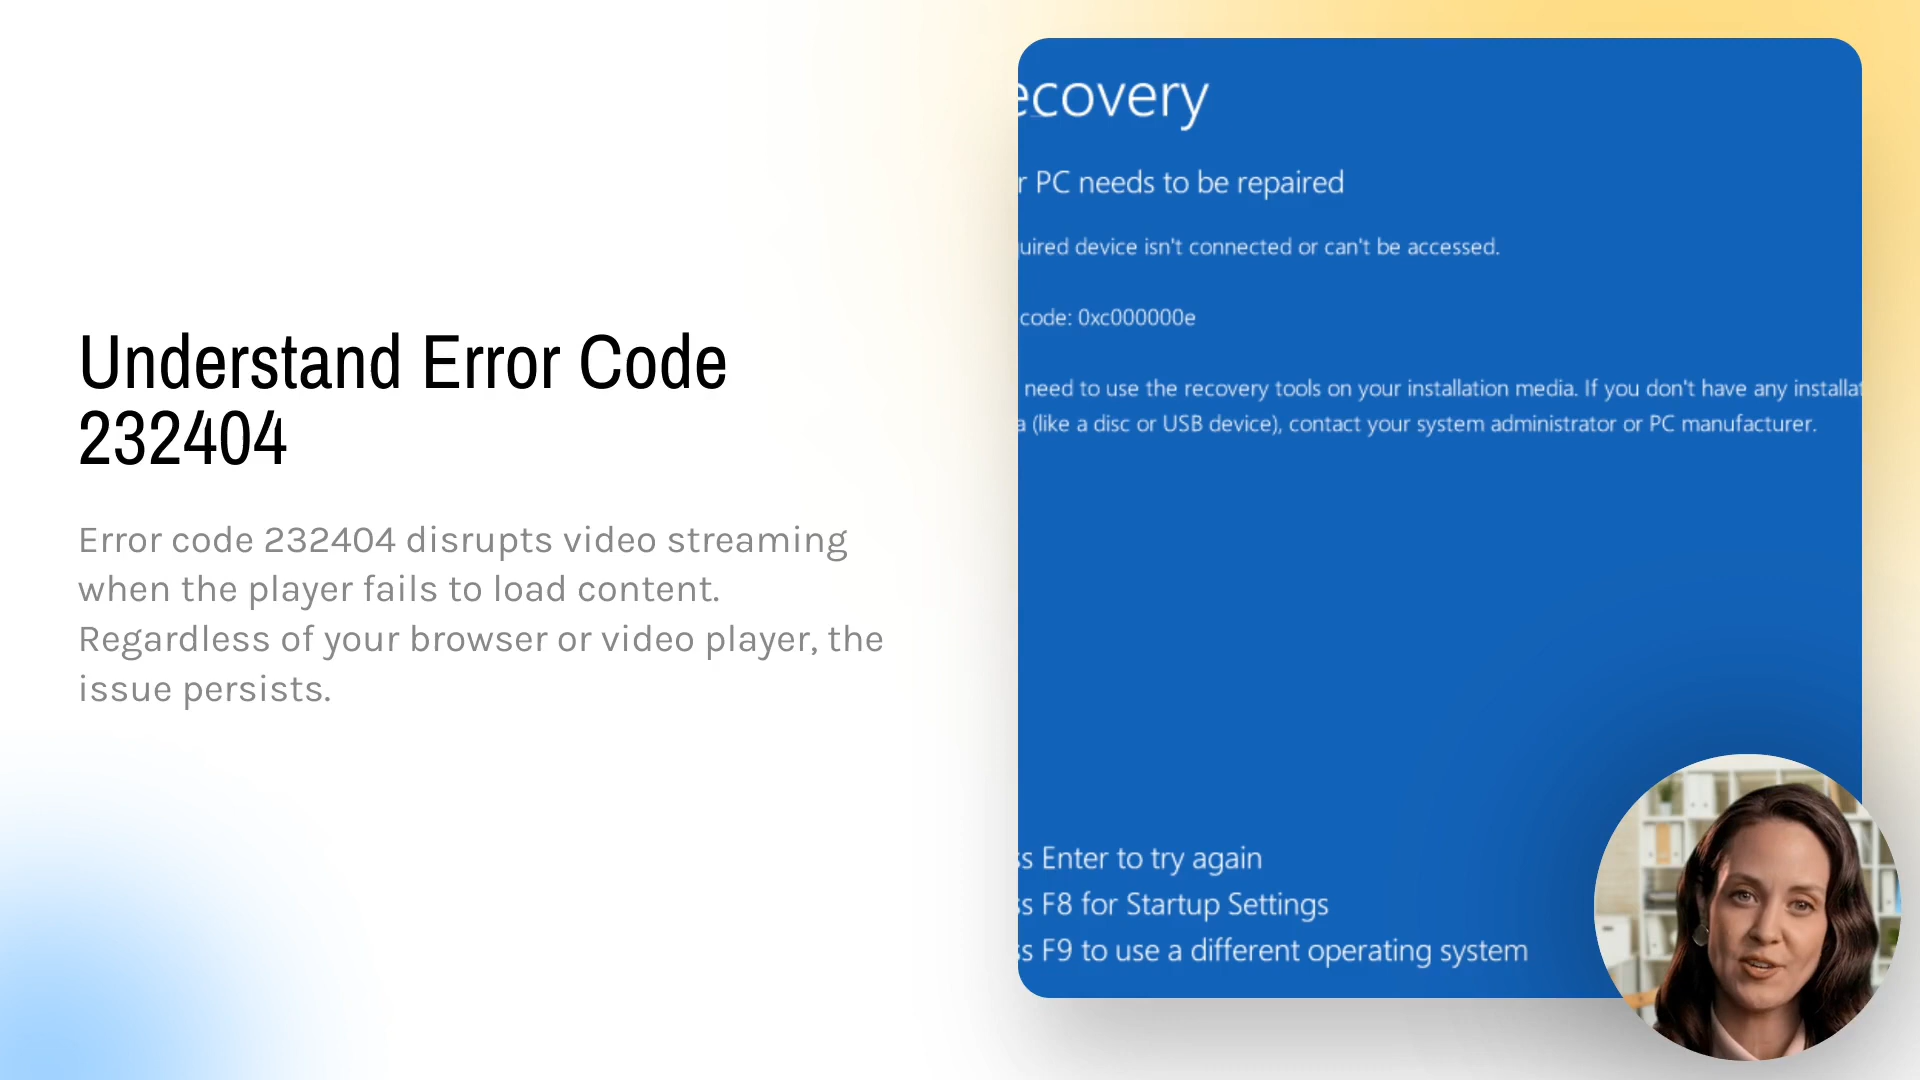 Understand Error Code
232404
Error code 232404 disrupts video streaming
when the player fails to load content.
Regardless of your browser or video player, the
issue persists.
ecovery
r PC needs to be repaired
uired device isn't connected or can't be accessed.
code: 0xc000000e
need to use the recovery tools on your installation media. If you don't have any installat
a (like a disc or USB device), contact your system administrator or PC manufacturer.
ss Enter to try again
ss F8 for Startup Settings
ss F9 to use a different operating system